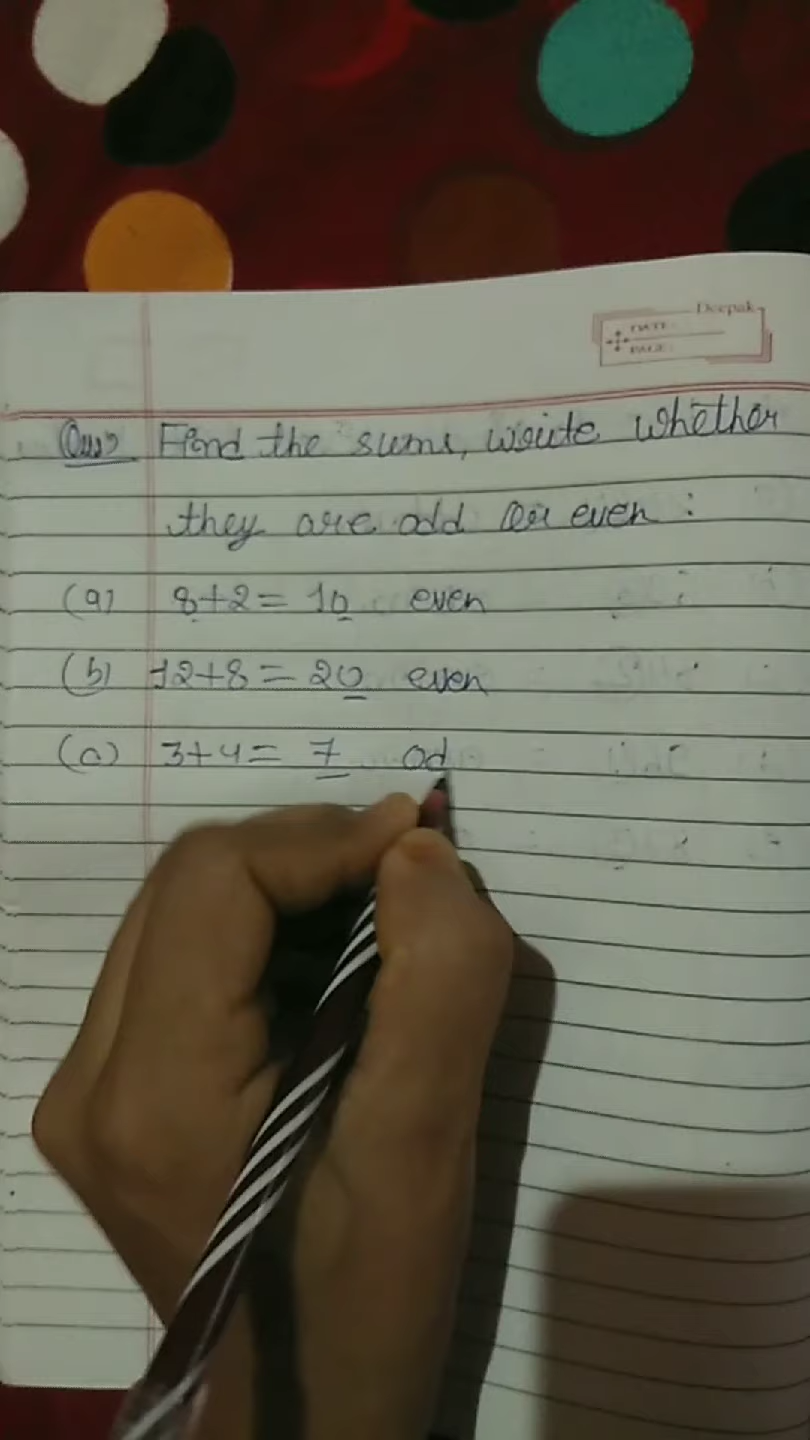 Deepak
DATE:
PAGE:
Ques Find the sums, write whether
they are odd or even :
(a) 8+2= 10 even
(b) 12+8= 20 even
(c) 3+4= 7 od